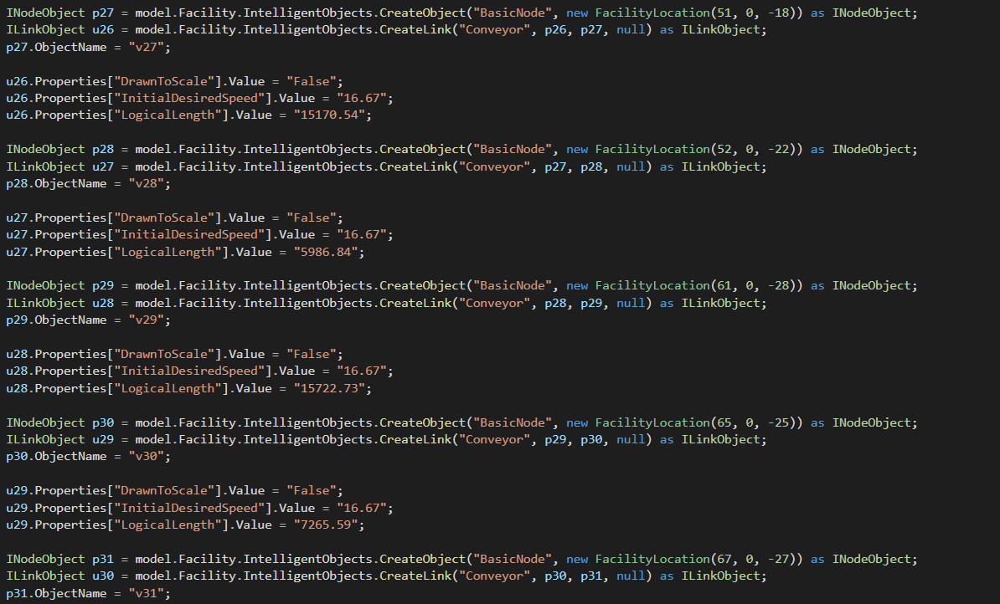 INodeObject p27 = model.Facility.IntelligentObjects.CreateObject("BasicNode", new FacilityLocation(51, 0, -18)) as INodeObject;
ILinkObject u26 = model.Facility.IntelligentObjects.CreateLink("Conveyor", p26, p27, null) as ILinkObject;
p27.ObjectName = "v27";
u26.Properties["DrawnToScale"].Value = "False";
u26.Properties["InitialDesiredSpeed"].Value = "16.67";
u26.Properties["LogicalLength"].Value = "15170.54";
INodeObject p28 = model.Facility.IntelligentObjects.CreateObject("BasicNode", new FacilityLocation(52, 0, -22)) as INodeObject;
ILinkObject u27 = model.Facility.IntelligentObjects.CreateLink("Conveyor", p27, p28, null) as ILinkObject;
p28.ObjectName = "v28";
u27.Properties["DrawnToScale"].Value = "False";
u27.Properties["InitialDesiredSpeed"].Value = "16.67";
u27.Properties["LogicalLength"].Value = "5986.84";
INodeObject p29 = model.Facility.IntelligentObjects.CreateObject("BasicNode", new FacilityLocation(61, 0, -28)) as INodeObject;
ILinkObject u28 = model.Facility.IntelligentObjects.CreateLink("Conveyor", p28, p29, null) as ILinkObject;
p29.ObjectName = "v29";
u28.Properties["DrawnToScale"].Value = "False";
u28.Properties["InitialDesiredSpeed"].Value = "16.67";
u28.Properties["LogicalLength"].Value = "15722.73";
INodeObject p30 = model.Facility.IntelligentObjects.CreateObject("BasicNode", new FacilityLocation(65, 0, -25)) as INodeObject;
ILinkObject u29 = model.Facility.IntelligentObjects.CreateLink("Conveyor", p29, p30, null) as ILinkObject;
p30.ObjectName = "v30";
u29.Properties["DrawnToScale"].Value = "False";
u29.Properties["InitialDesiredSpeed"].Value = "16.67";
u29.Properties["LogicalLength"].Value = "7265.59";
INodeObject p31 = model.Facility.IntelligentObjects.CreateObject("BasicNode", new FacilityLocation(67, 0, -27)) as INodeObject;
ILinkObject u30 = model.Facility.IntelligentObjects.CreateLink("Conveyor", p30, p31, null) as ILinkObject;
p31.ObjectName = "v31";